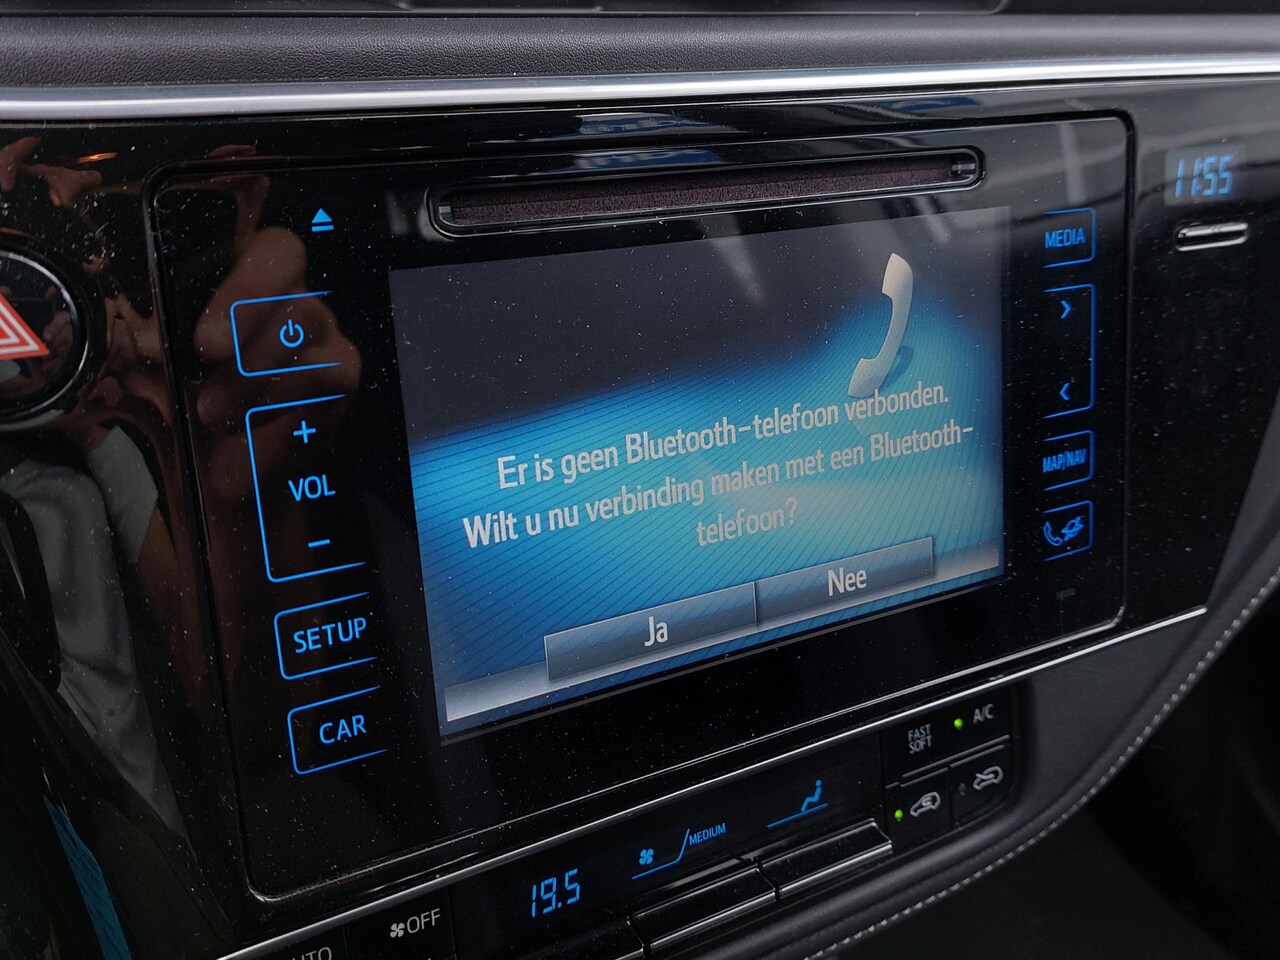 11:55
MEDIA
VOL
MAP/NAV
SETUP
CAR
Er is geen Bluetooth-telefoon verbonden.
Wilt u nu verbinding maken met een Bluetooth-
telefoon?
Ja
Nee
FAST
SOFT
A/C
MEDIUM
19.5
OFF